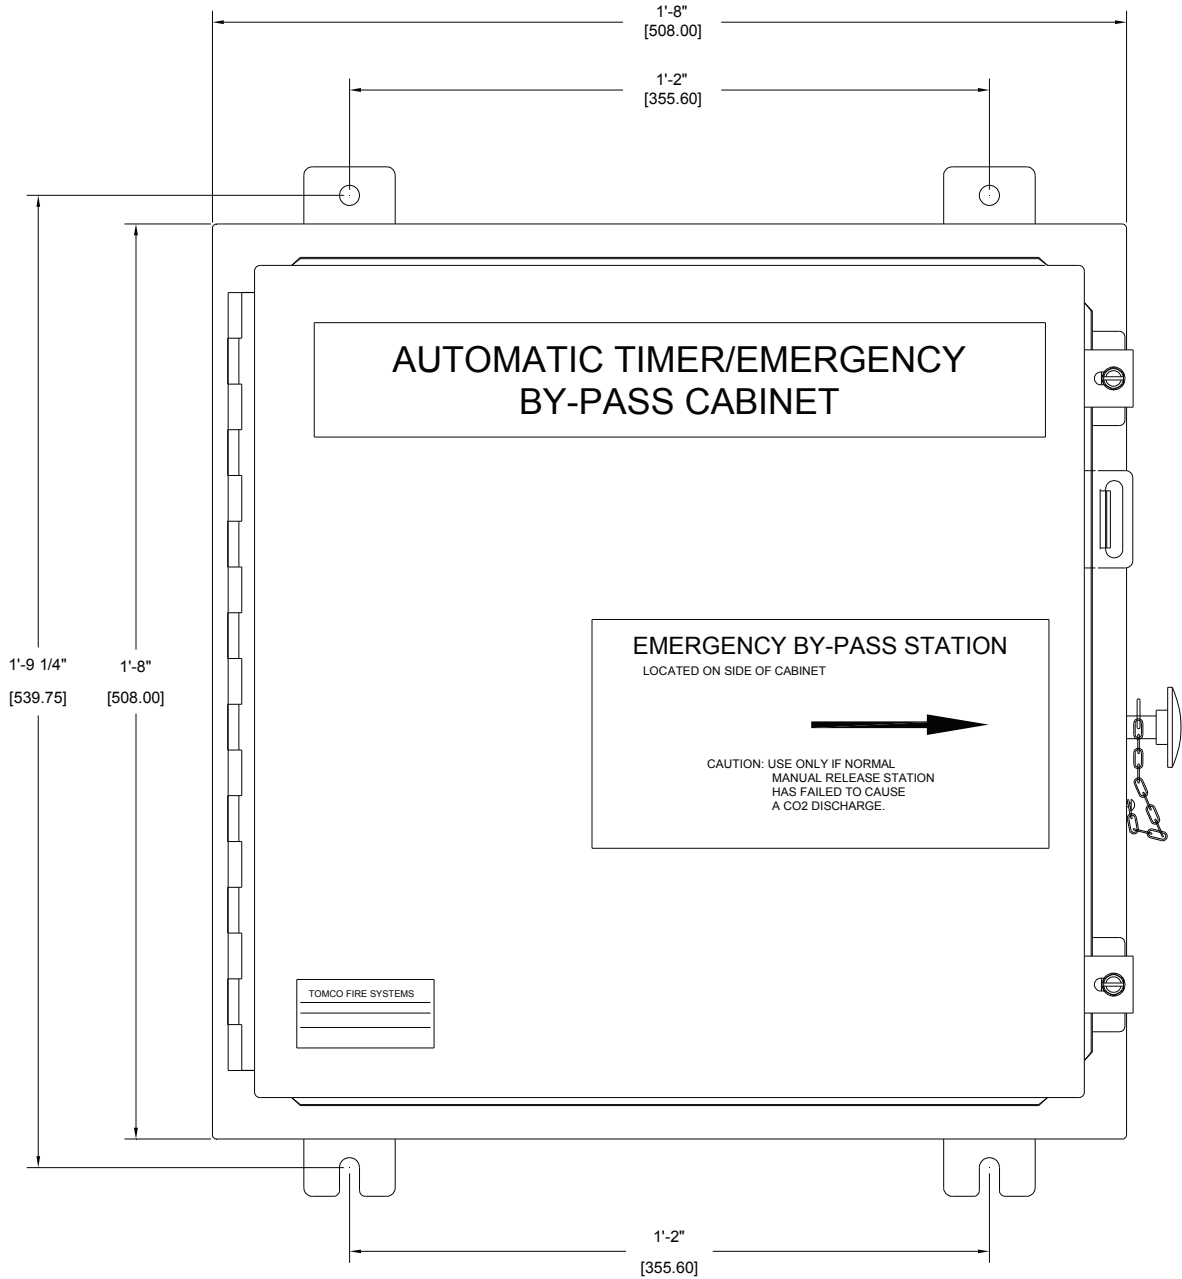 1'-8"
[508.00]
1'-2"
[355.60]
AUTOMATIC TIMER/EMERGENCY
BY-PASS CABINET
1'-9 1/4"
[539.75]
1'-8"
[508.00]
EMERGENCY BY-PASS STATION
LOCATED ON SIDE OF CABINET
CAUTION: USE ONLY IF NORMAL
MANUAL RELEASE STATION
HAS FAILED TO CAUSE
A CO2 DISCHARGE.
TOMCO FIRE SYSTEMS
1'-2"
[355.60]